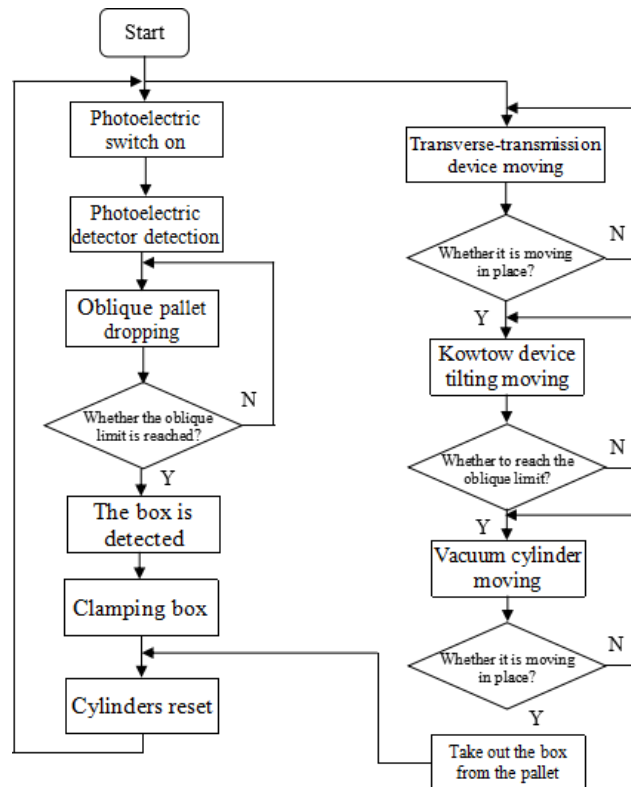 Start
Photoelectric
switch on
Photoelectric
detector detection
Oblique pallet
dropping
Whether the oblique
limit is reached?
N
Y
The box is
detected
Clamping box
Cylinders reset
Transverse-transmission
device moving
Whether it is moving
in place?
N
Y
Kowtow device
tilting moving
Whether to reach the
oblique limit?
N
Y
Vacuum cylinder
moving
Whether it is moving
in place?
N
Y
Take out the box
from the pallet